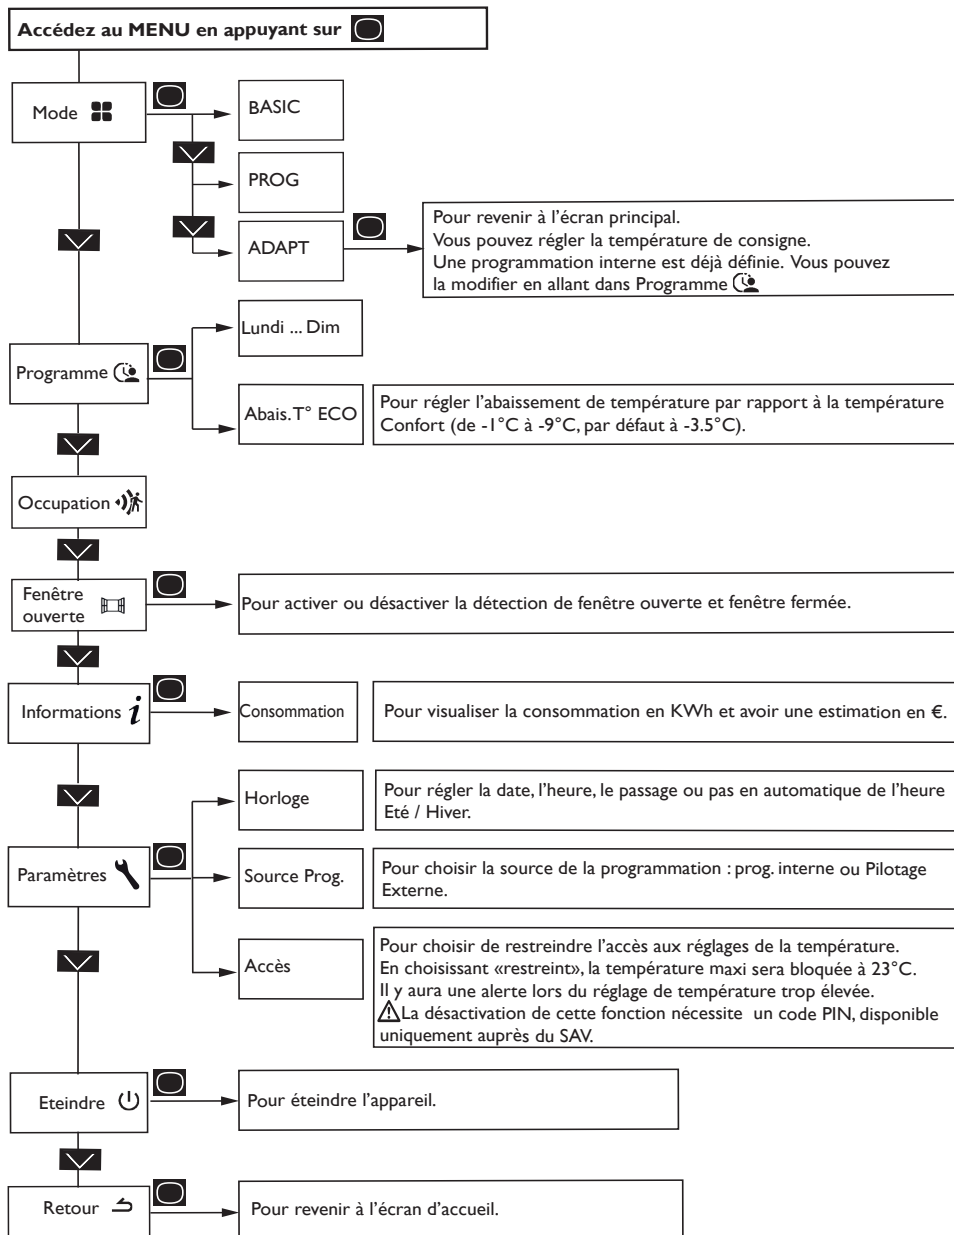 Accédez au MENU en appuyant sur
Mode
BASIC
PROG
ADAPT
Pour revenir à l'écran principal.
Vous pouvez régler la température de consigne.
Une programmation interne est déjà définie. Vous pouvez
la modifier en allant dans Programme
Programme
Lundi ... Dim
Abais.T° ECO
Pour régler l'abaissement de température par rapport à la température
Confort (de -1°C à -9°C, par défaut à -3.5°C).
Occupation
Fenêtre
ouverte
Pour activer ou désactiver la détection de fenêtre ouverte et fenêtre fermée.
Informations
Consommation
Pour visualiser la consommation en KWh et avoir une estimation en €.
Paramètres
Horloge
Pour régler la date, l'heure, le passage ou pas en automatique de l'heure
Eté / Hiver.
Source Prog.
Pour choisir la source de la programmation : prog. interne ou Pilotage
Externe.
Accès
Pour choisir de restreindre l'accès aux réglages de la température.
En choisissant «restreint», la température maxi sera bloquée à 23°C.
Il y aura une alerte lors du réglage de température trop élevée.
⚠La désactivation de cette fonction nécessite un code PIN, disponible
uniquement auprès du SAV.
Eteindre
Pour éteindre l'appareil.
Retour
Pour revenir à l'écran d'accueil.